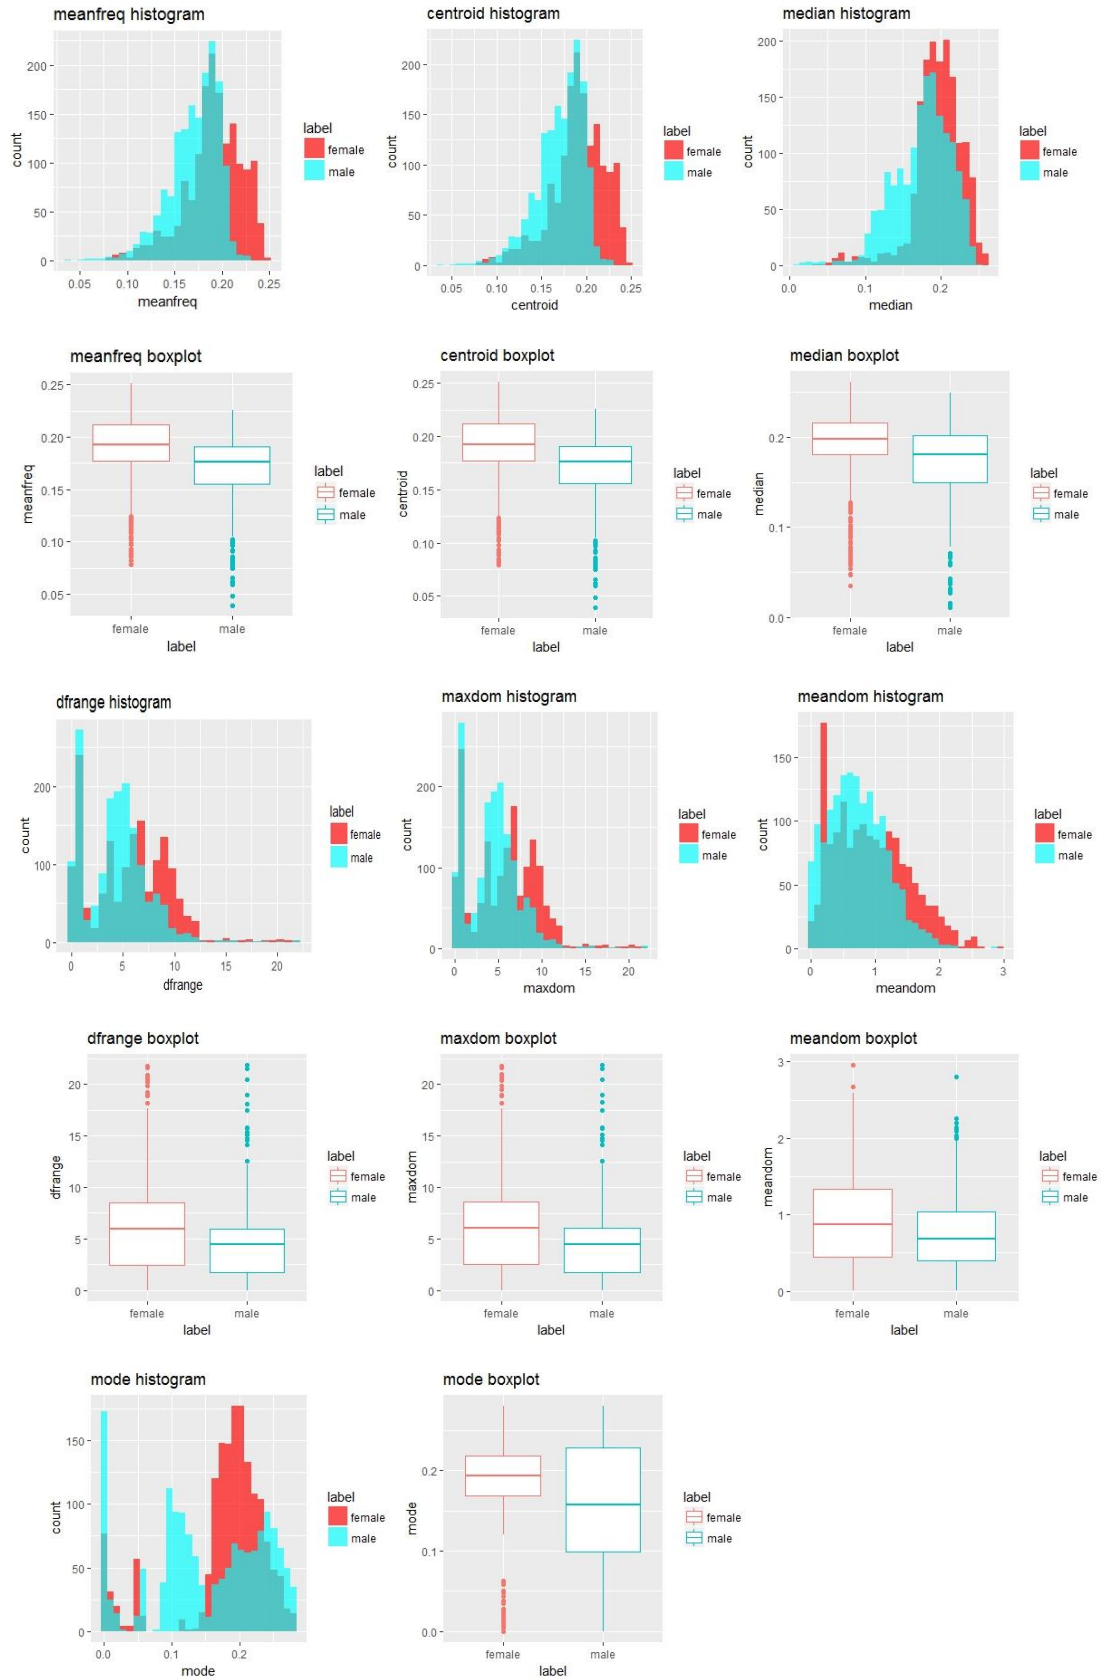 meanfreq histogram
count
200
150
100
50
0
0.05 0.10 0.15 0.20 0.25
meanfreq
label
female
male
centroid histogram
count
200
150
100
50
0
0.05 0.10 0.15 0.20 0.25
centroid
label
female
male
median histogram
count
200
150
100
50
0
0.0 0.1 0.2
median
label
female
male
meanfreq boxplot
meanfreq
0.25
0.20
0.15
0.10
0.05
female male
label
label
female
male
centroid boxplot
centroid
0.25
0.20
0.15
0.10
0.05
female male
label
label
female
male
median boxplot
median
0.2
0.1
0.0
female male
label
label
female
male
dfrange histogram
count
200
100
0
0 5 10 15 20
dfrange
label
female
male
maxdom histogram
count
200
100
0
0 5 10 15 20
maxdom
label
female
male
meandom histogram
count
150
100
50
0
0 1 2 3
meandom
label
female
male
dfrange boxplot
dfrange
20
15
10
5
0
female male
label
label
female
male
maxdom boxplot
maxdom
20
15
10
5
0
female male
label
label
female
male
meandom boxplot
meandom
3
2
1
0
female male
label
label
female
male
mode histogram
count
150
100
50
0
0.0 0.1 0.2
mode
label
female
male
mode boxplot
mode
0.2
0.1
0.0
female male
label
label
female
male